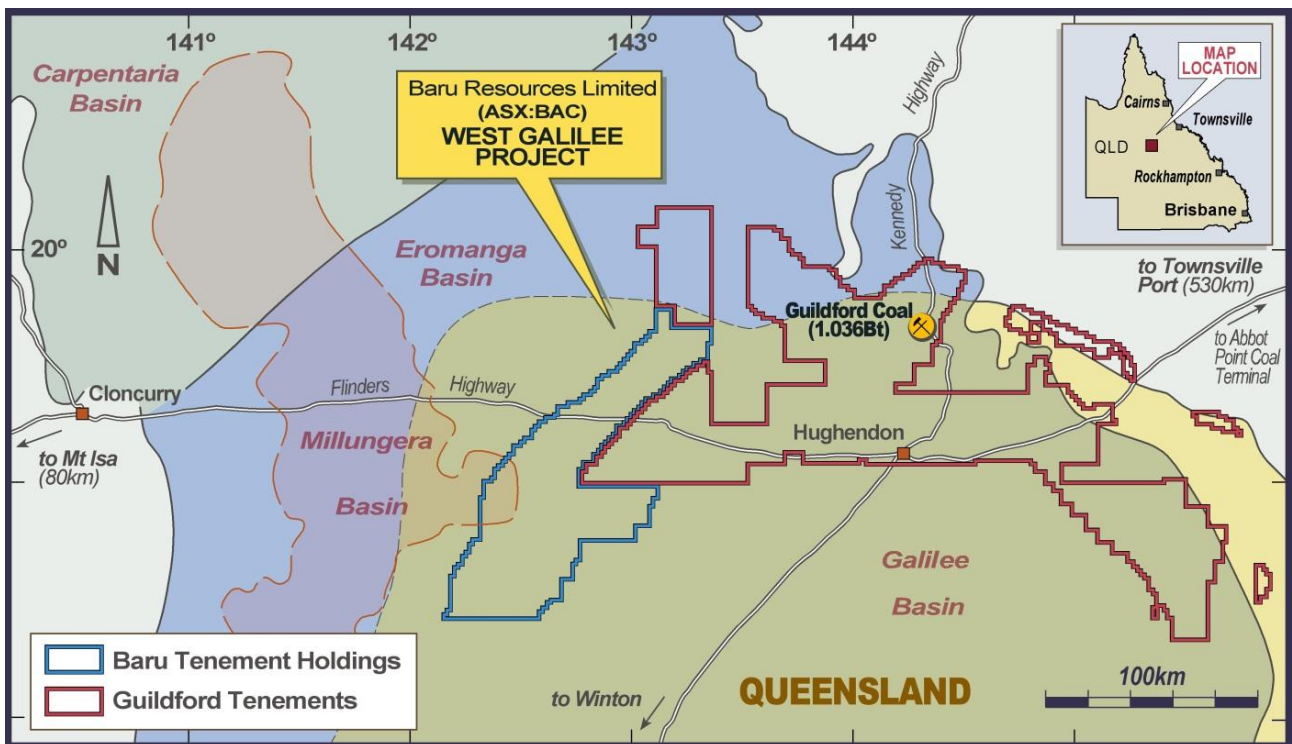 141º
142º
143º
144º
Carpentaria
Basin
Baru Resources Limited
(ASX:BAC)
WEST GALILEE
PROJECT
Highway
Kennedy
MAP
LOCATION
Cairns
Townsville
QLD
Rockhampton
Brisbane
N
20º
Eromanga
Basin
to Townsville
Port (530km)
Guildford Coal
(1.036Bt)
to Abbot
Point Coal
Terminal
Cloncurry
Flinders
Highway
to Mt Isa
(80km)
Millungera
Basin
Hughendon
Galilee
Basin
Baru Tenement Holdings
Guildford Tenements
to Winton
QUEENSLAND
100km